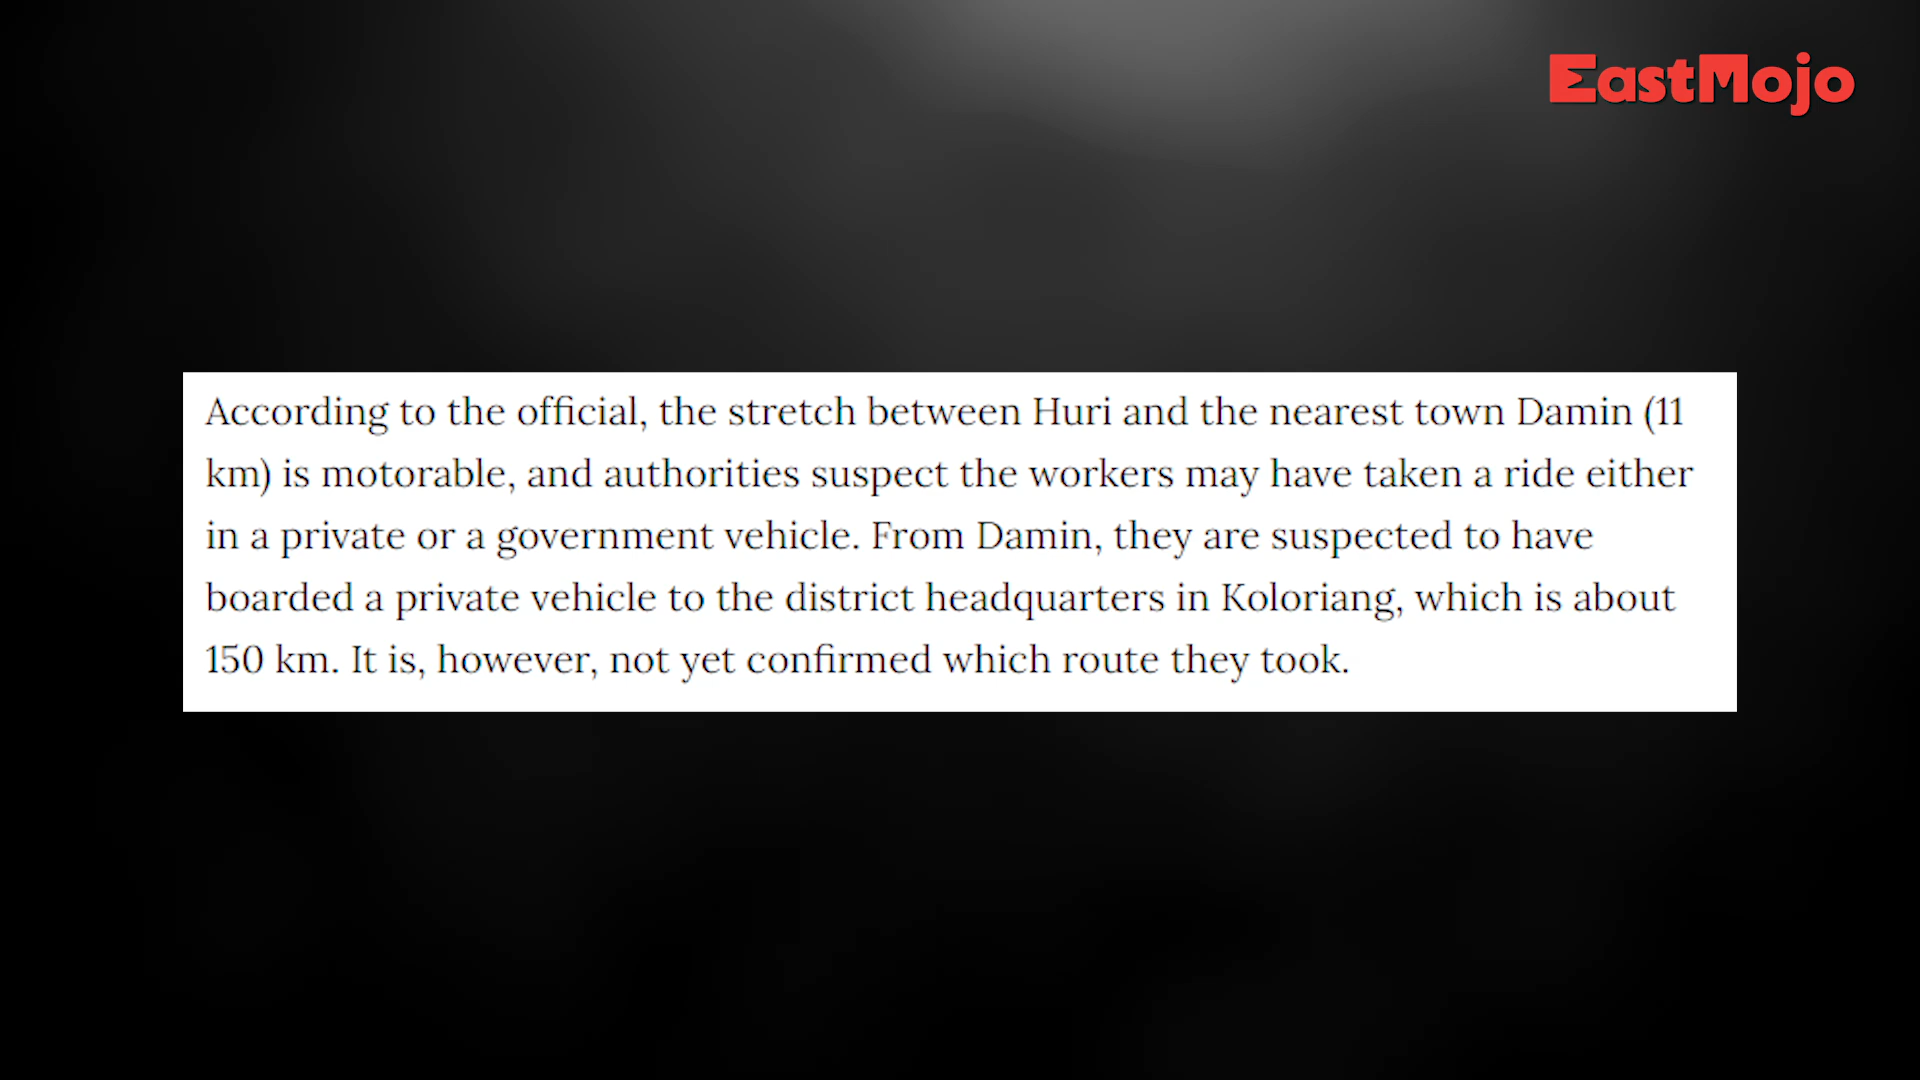 EastMojo
According to the official, the stretch between Huri and the nearest town Damin (11
km) is motorable, and authorities suspect the workers may have taken a ride either
in a private or a government vehicle. From Damin, they are suspected to have
boarded a private vehicle to the district headquarters in Koloriang, which is about
150 km. It is, however, not yet confirmed which route they took.